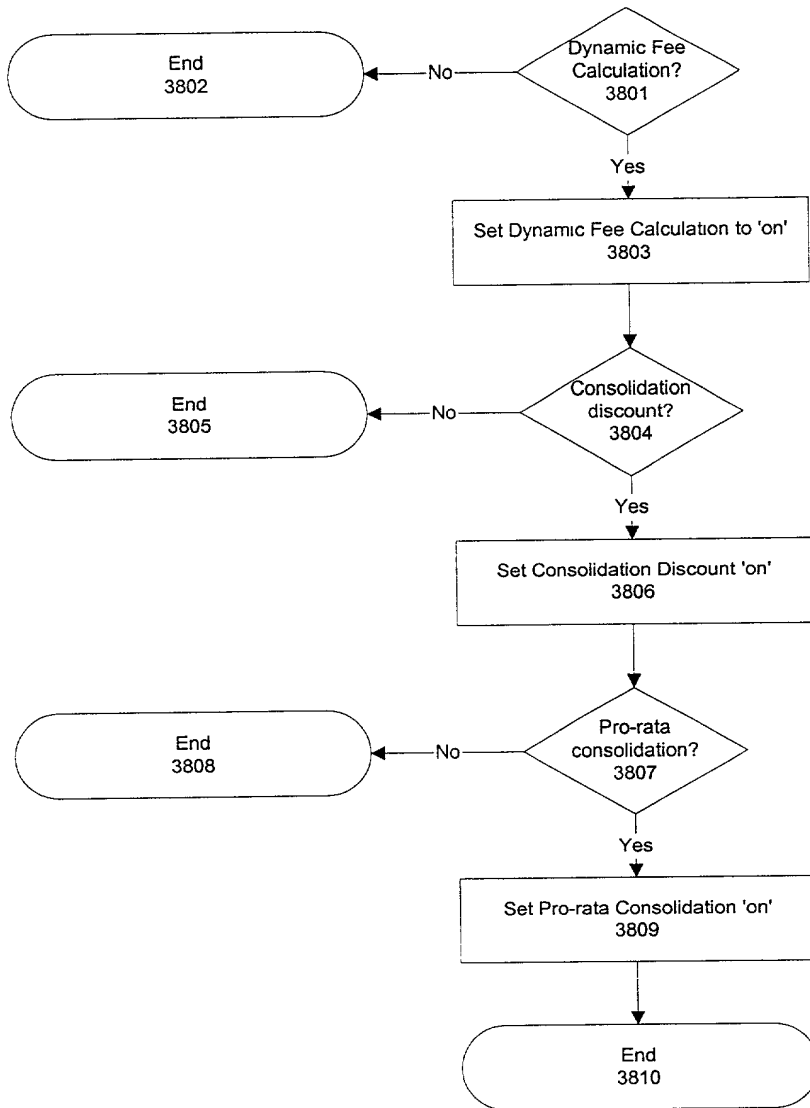 Dynamic Fee
Calculation?
3801
No
End
3802
Yes
Set Dynamic Fee Calculation to 'on'
3803
Consolidation
discount?
3804
No
End
3805
Yes
Set Consolidation Discount 'on'
3806
Pro-rata
consolidation?
3807
No
End
3808
Yes
Set Pro-rata Consolidation 'on'
3809
End
3810